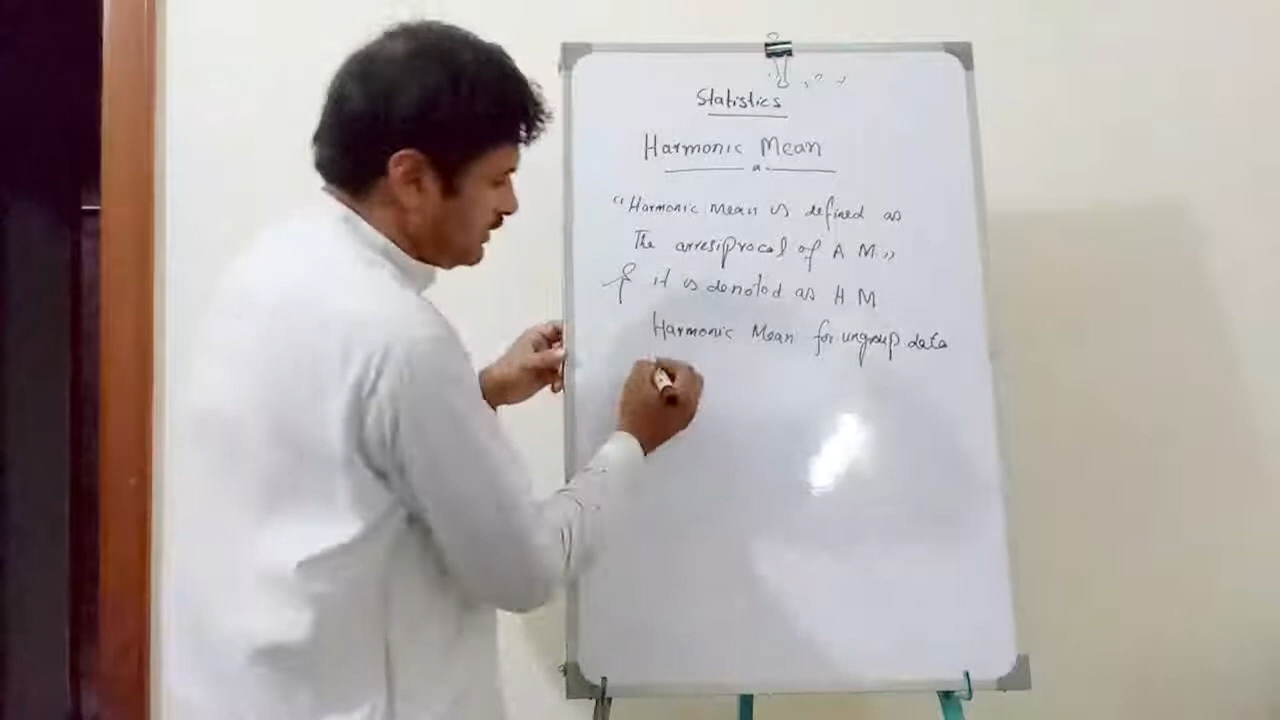 Statistics
Harmonic Mean
"Harmonic Mean is defined as
The arresiprocal of A M"
& it is denoted as H M
Harmonic Mean for ungroup data